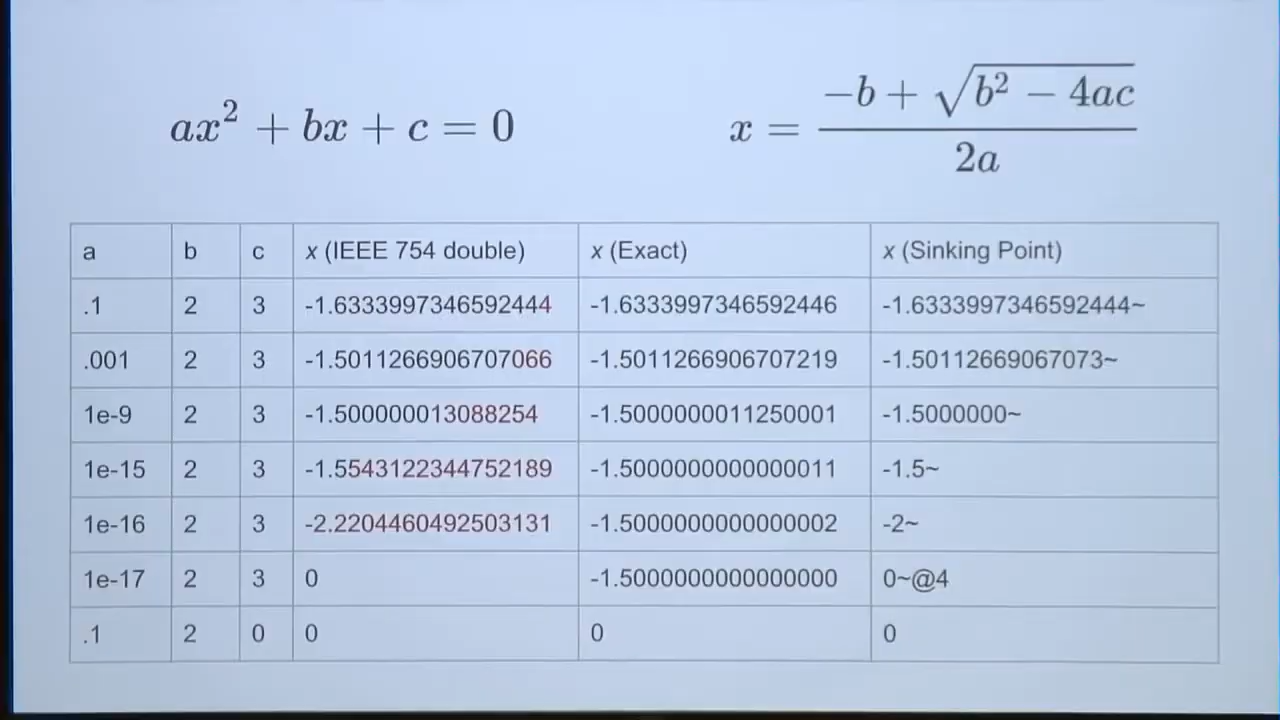 ax² + bx + c = 0
x = (-b + √(b² - 4ac)) / 2a
a b c x (IEEE 754 double) x (Exact) x (Sinking Point)
.1 2 3 -1.6333997346592444 -1.6333997346592446 -1.6333997346592444~
.001 2 3 -1.5011266906707066 -1.5011266906707219 -1.50112669067073~
1e-9 2 3 -1.500000013088254 -1.5000000011250001 -1.5000000~
1e-15 2 3 -1.5543122344752189 -1.5000000000000011 -1.5~
1e-16 2 3 -2.2204460492503131 -1.5000000000000002 -2~
1e-17 2 3 0 -1.5000000000000000 0~@4
.1 2 0 0 0 0